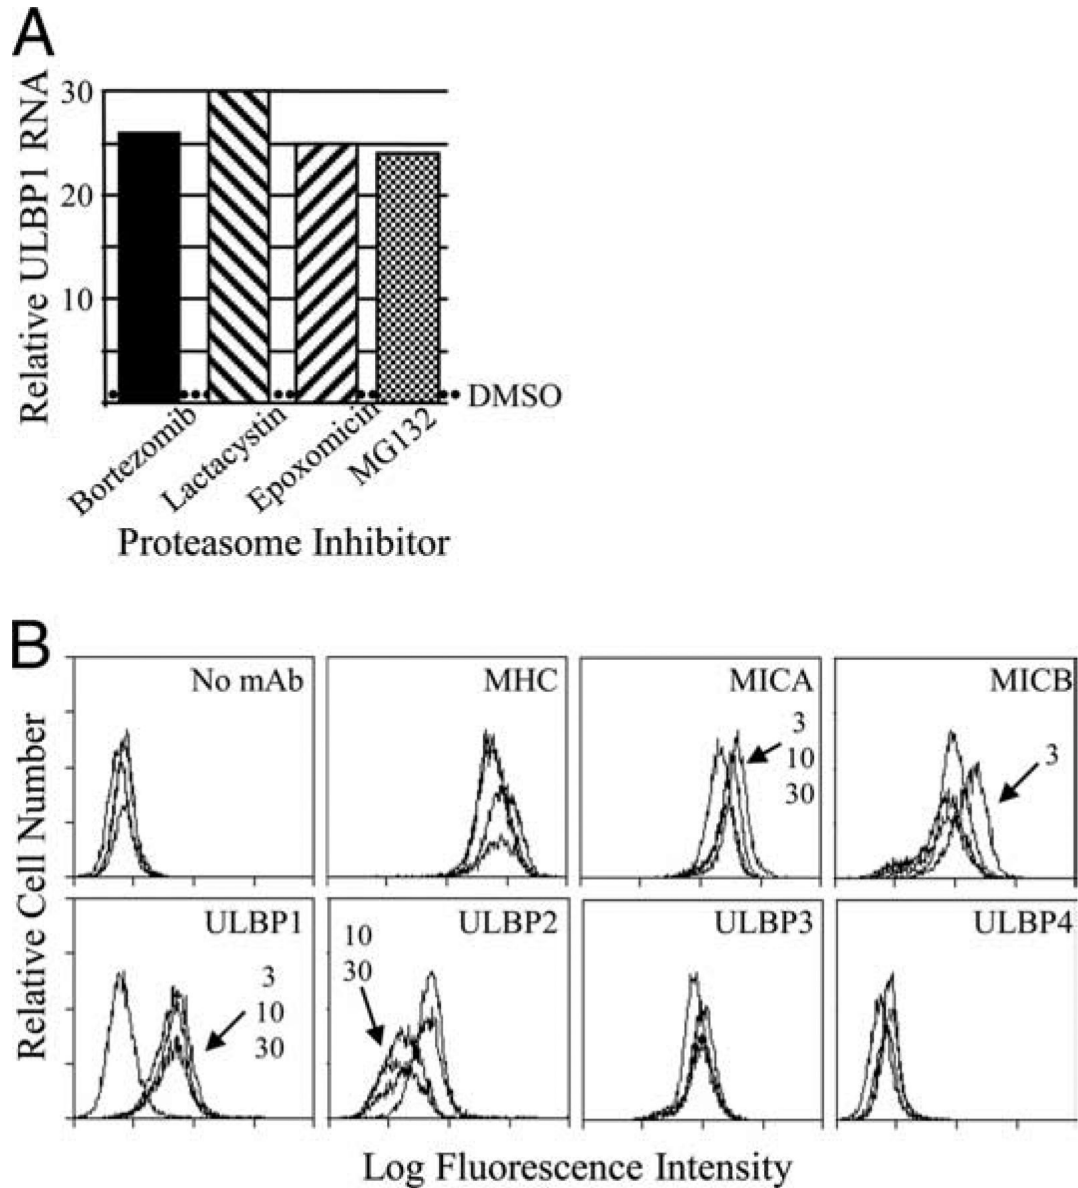 A
Relative ULBP1 RNA
30
20
10
DMSO
Bortezomib
Lactacystin
Epoxomicin
MG132
Proteasome Inhibitor
B
Relative Cell Number
No mAb
MHC
MICA
3
10
30
MICB
3
ULBP1
3
10
30
ULBP2
10
30
ULBP3
ULBP4
Log Fluorescence Intensity